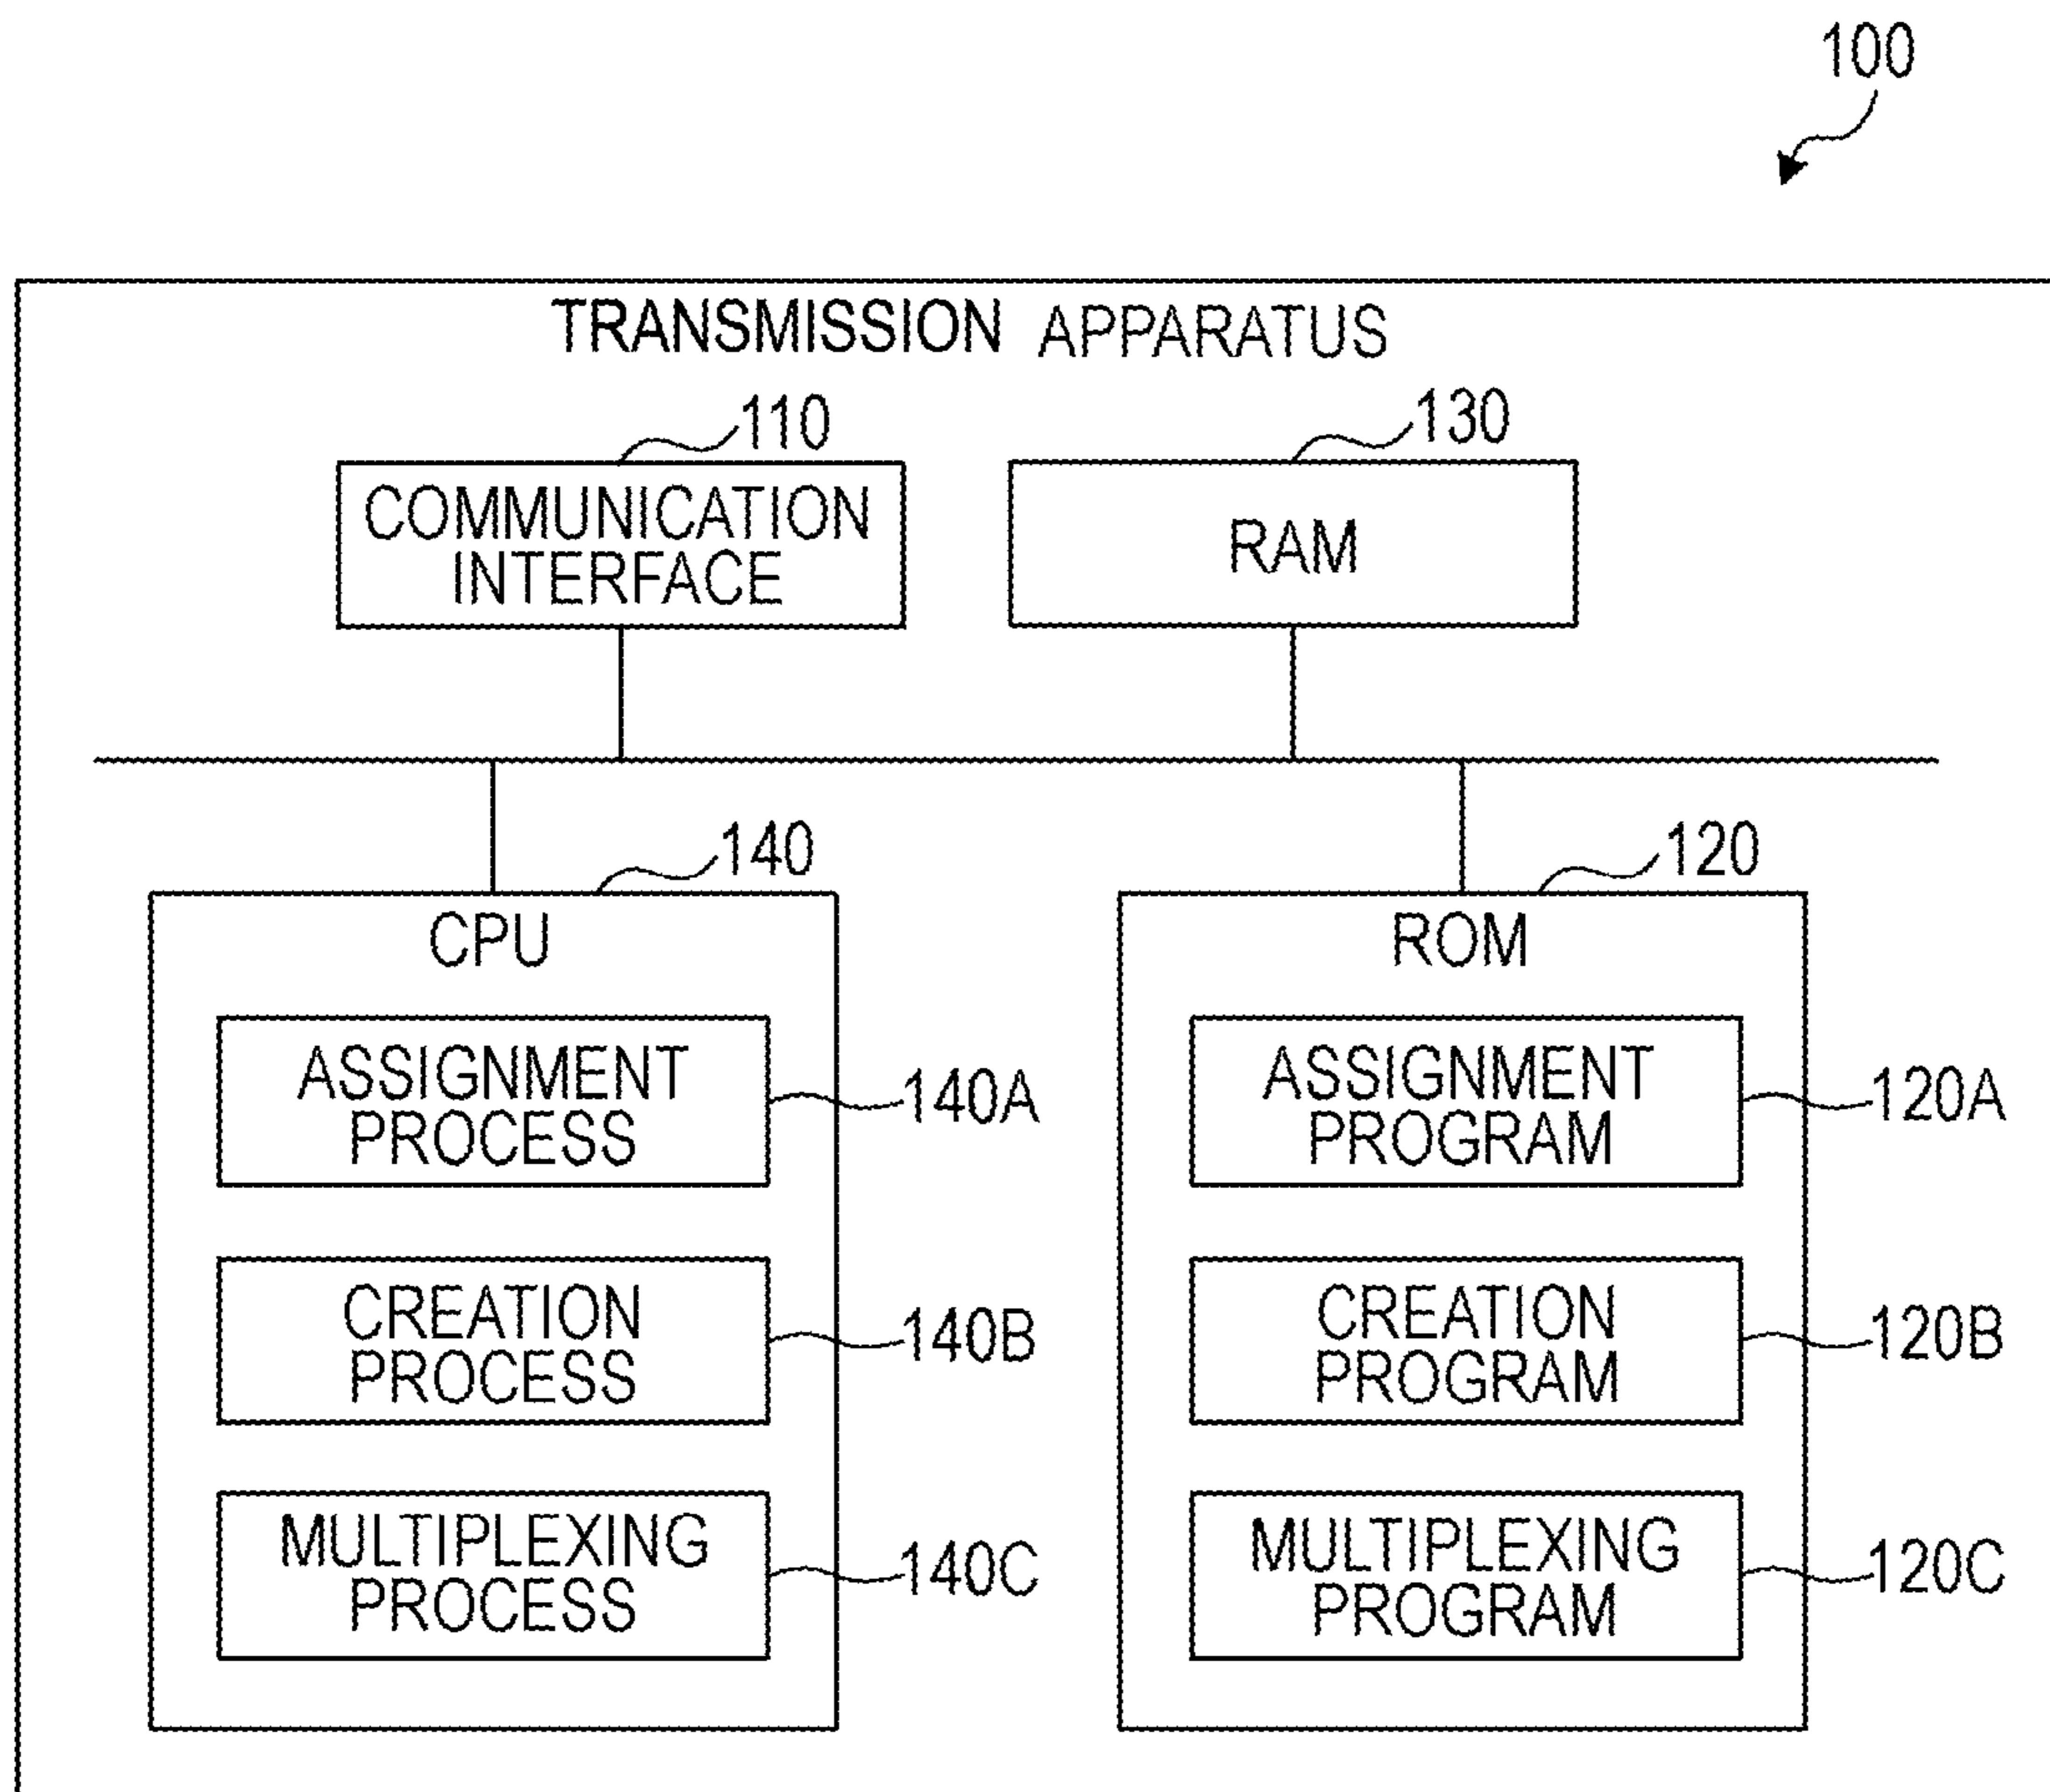 100
TRANSMISSION APPARATUS
110
130
COMMUNICATION
INTERFACE
RAM
140
120
CPU
ROM
ASSIGNMENT
PROCESS
140A
ASSIGNMENT
PROGRAM
120A
CREATION
PROCESS
140B
CREATION
PROGRAM
120B
MULTIPLEXING
PROCESS
140C
MULTIPLEXING
PROGRAM
120C